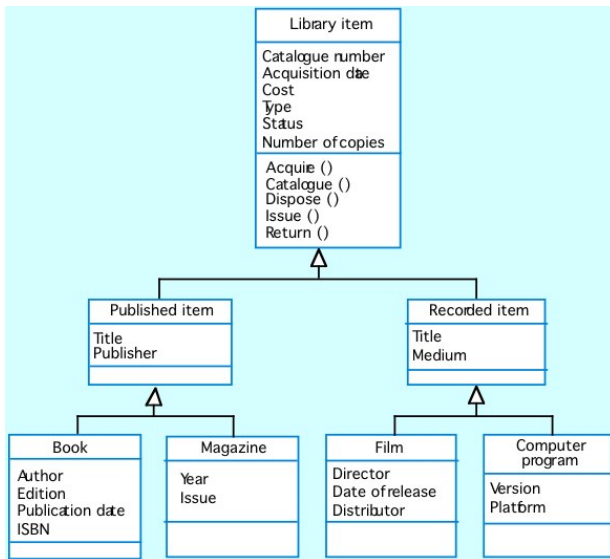 Library item
Catalogue number
Acquisition date
Cost
Type
Status
Number of copies
Acquire ()
Catalogue ()
Dispose ()
Issue ()
Return ()
Published item
Title
Publisher
Recorded item
Title
Medium
Book
Author
Edition
Publication date
ISBN
Magazine
Year
Issue
Film
Director
Date of release
Distributor
Computer
program
Version
Platform